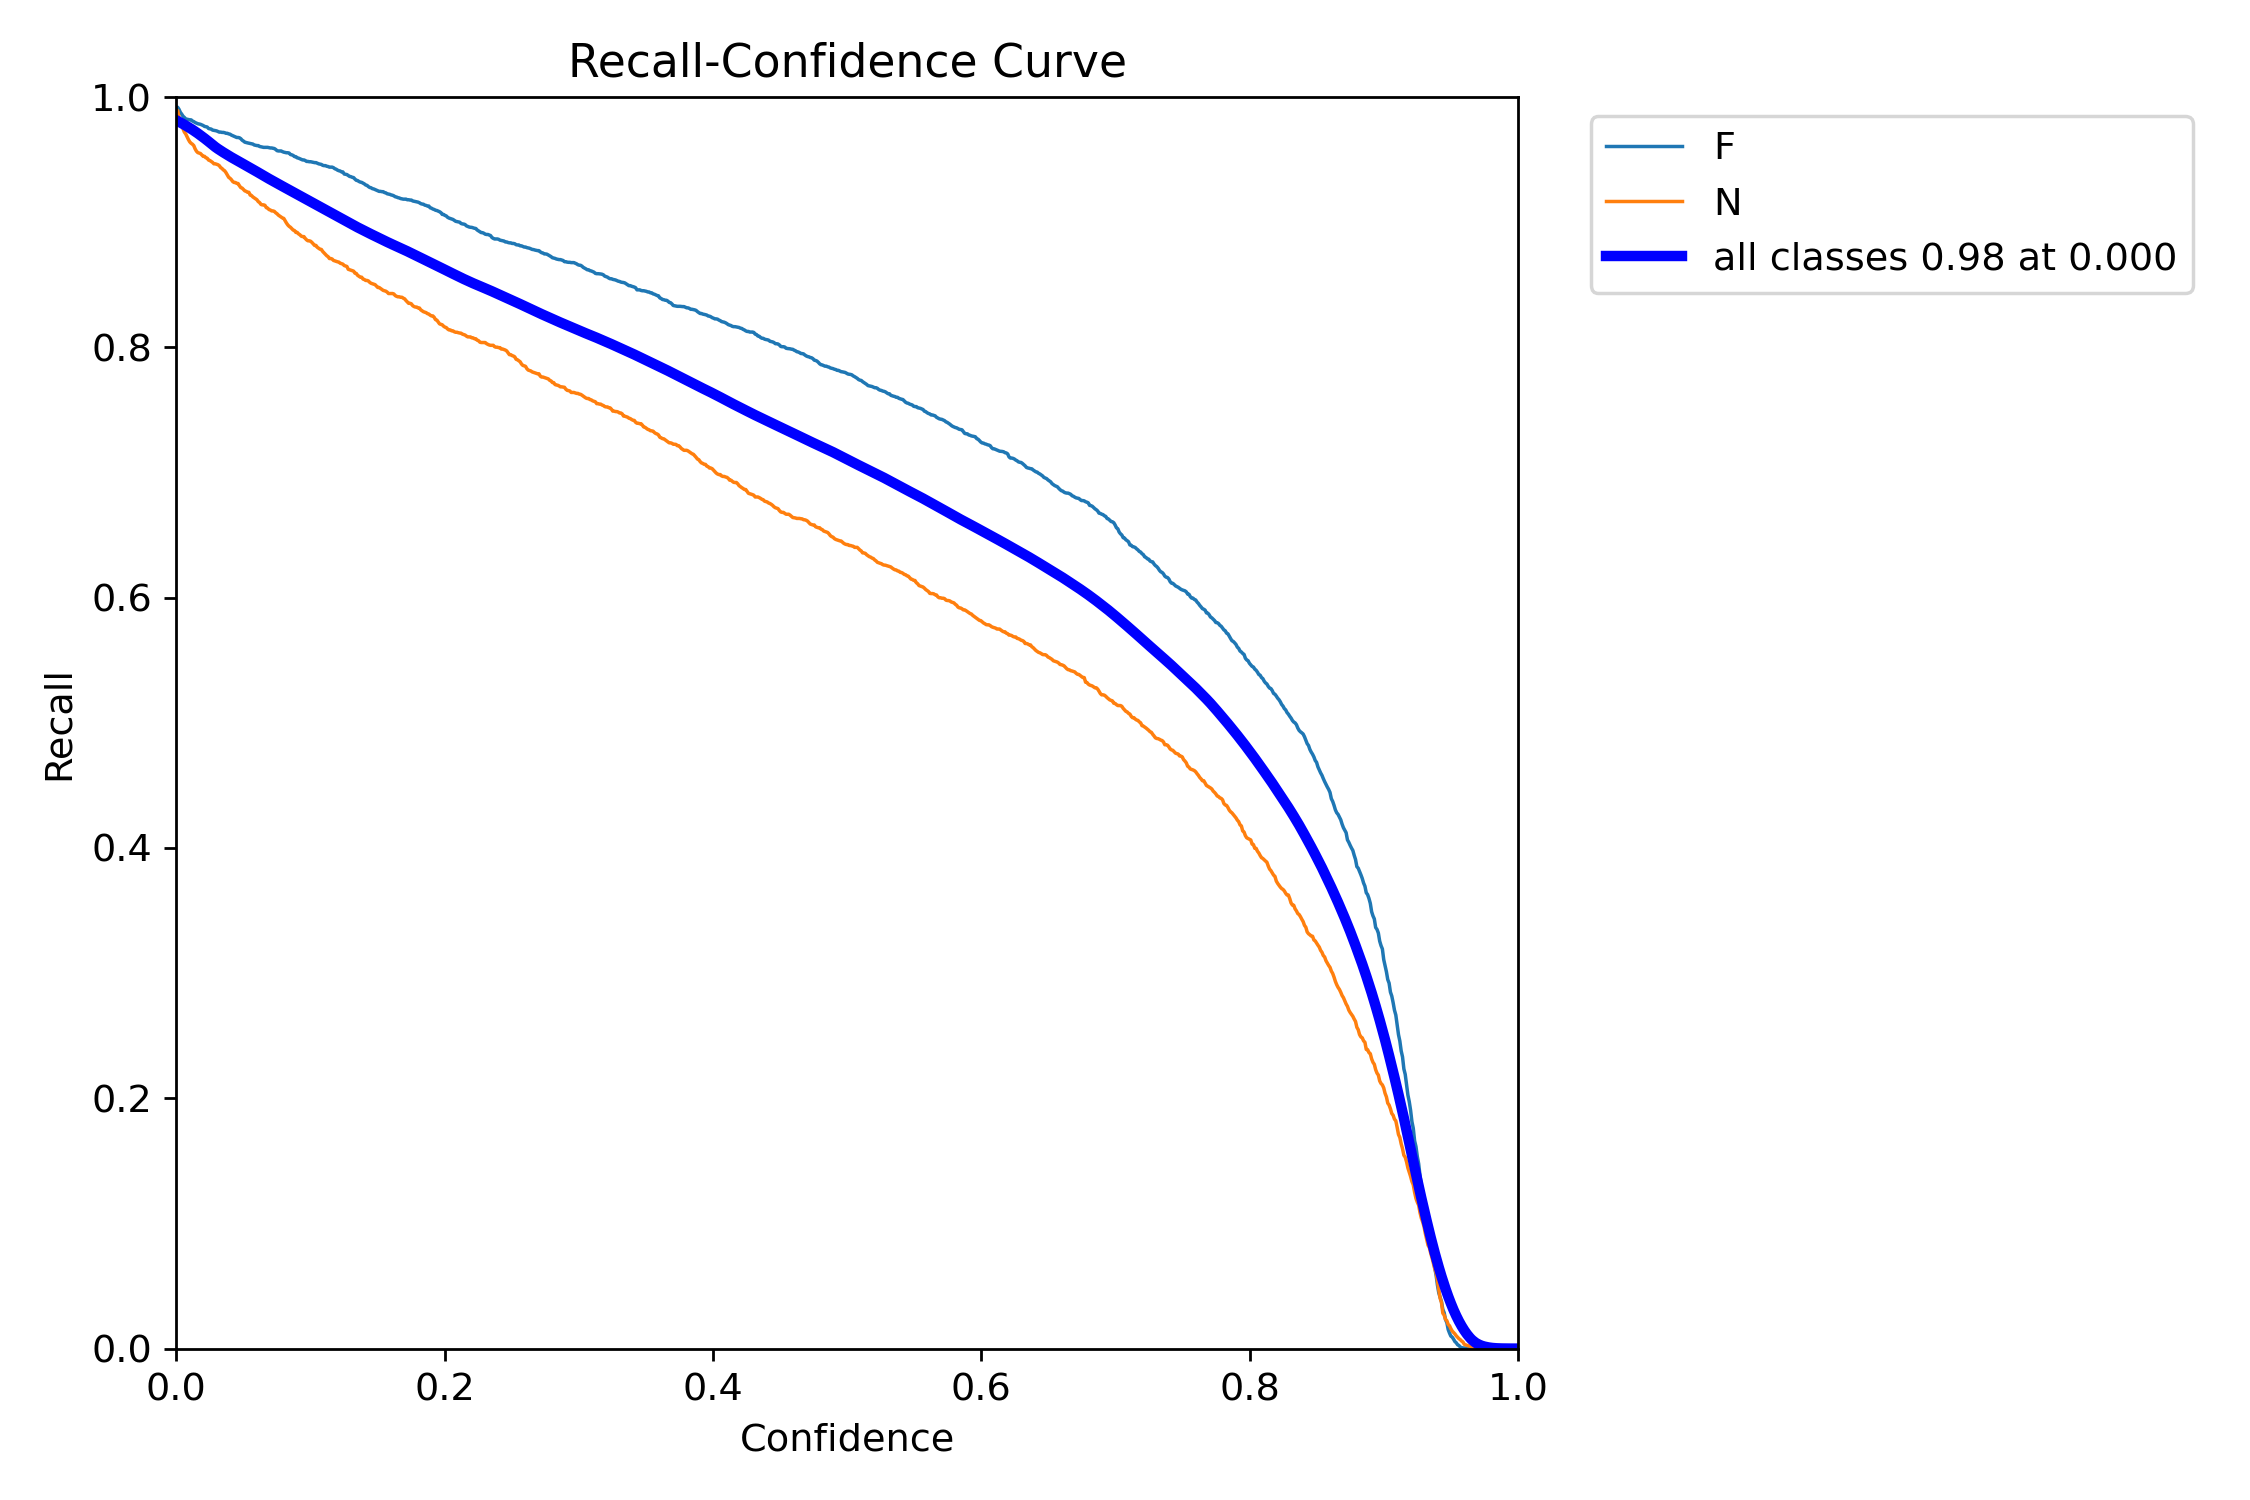 Recall-Confidence Curve
1.0
0.8
0.6
0.4
0.2
0.0
Recall
0.0 0.2 0.4 0.6 0.8 1.0
Confidence
F
N
all classes 0.98 at 0.000